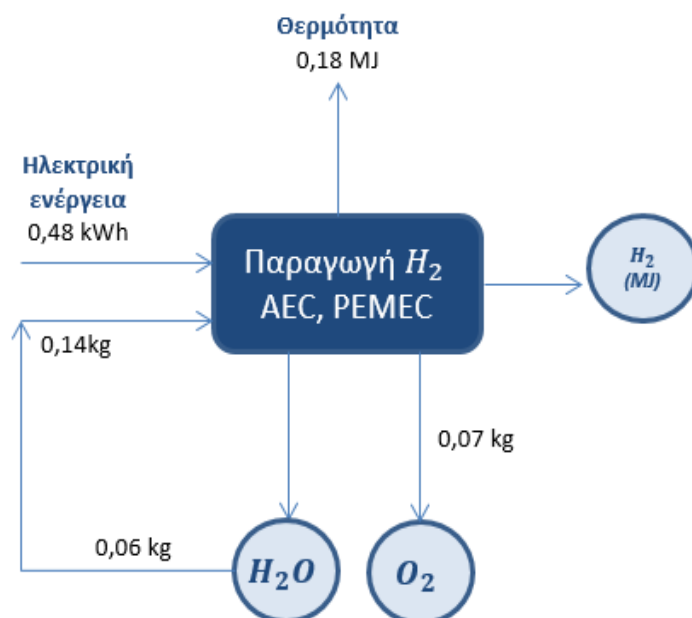 Θερμότητα
0,18 MJ
Ηλεκτρική
ενέργεια
0,48 kWh
Παραγωγή H₂
AEC, PEMEC
H₂
(MJ)
0,14kg
0,07 kg
0,06 kg
H₂O
O₂